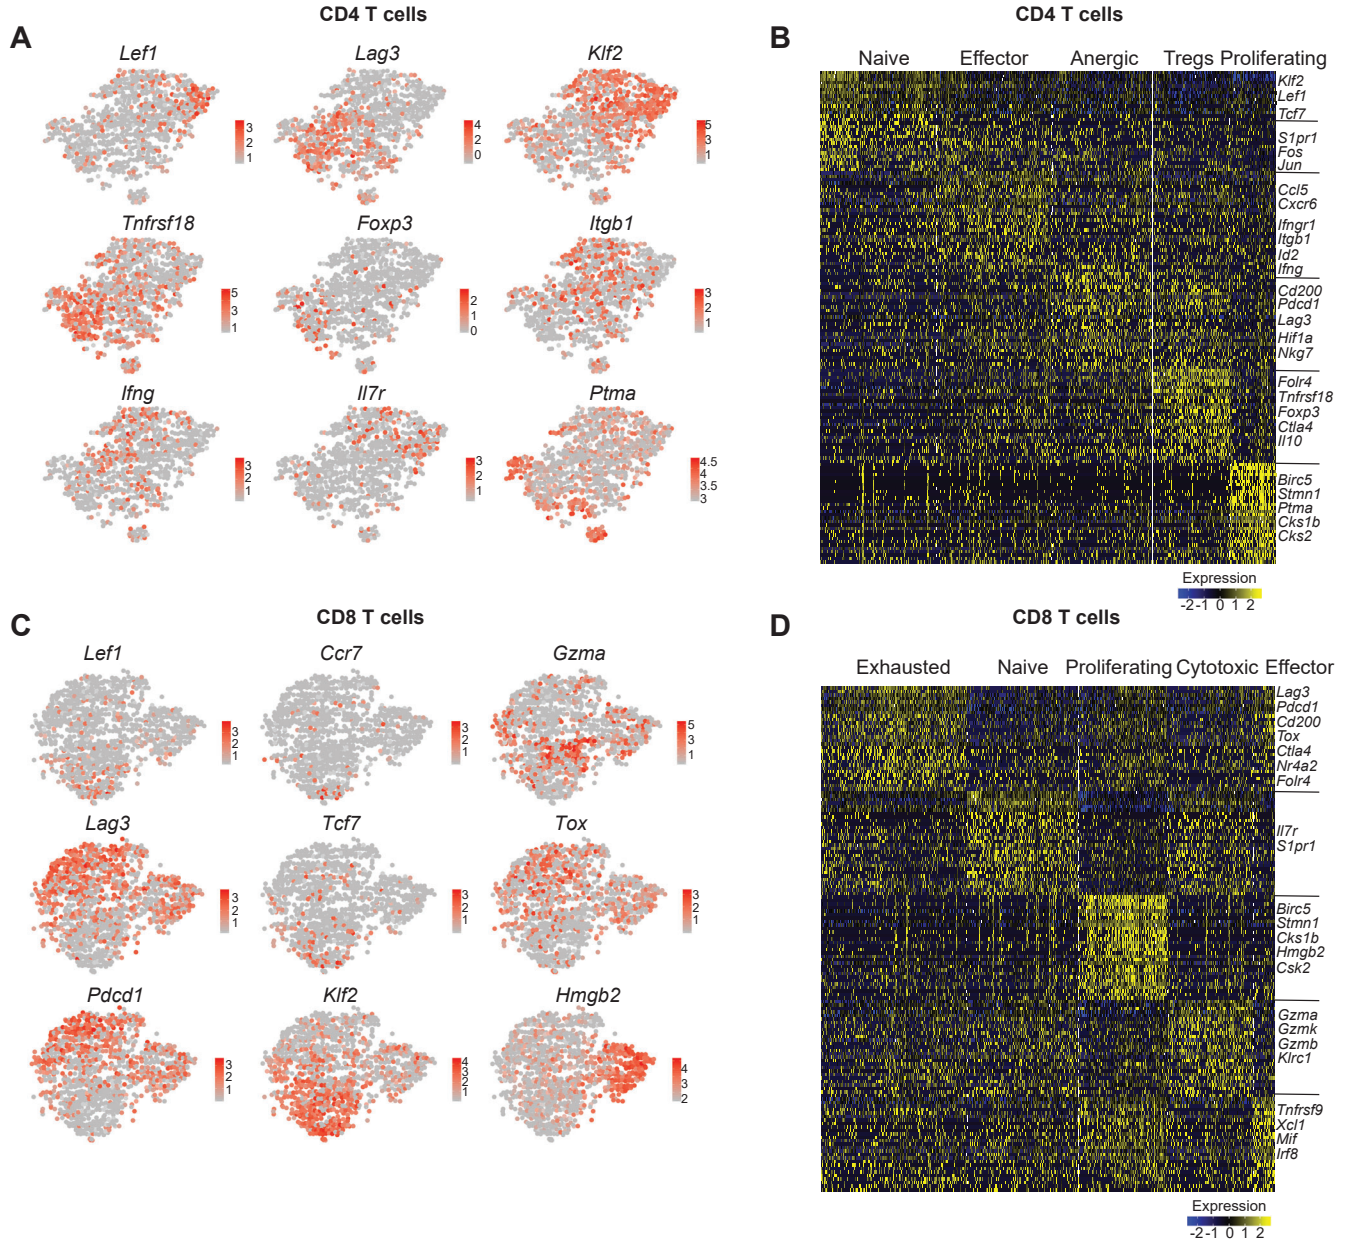 CD4 T cells
A
Lef1
Lag3
Klf2
3
2
1
4
2
0
5
3
1
Tnfrsf18
Foxp3
Itgb1
5
3
1
2
1
0
3
2
1
Ifng
Il7r
Ptma
3
2
1
3
2
1
4.5
4
3.5
3
CD4 T cells
B
Naive Effector Anergic Tregs Proliferating
Klf2
Lef1
Tcf7
S1pr1
Fos
Jun
Ccl5
Cxcr6
Ifngr1
Itgb1
Id2
Ifng
Cd200
Pdcd1
Lag3
Hif1a
Nkg7
Folr4
Tnfrsf18
Foxp3
Ctla4
Il10
Birc5
Stmn1
Ptma
Cks1b
Cks2
Expression
-2 -1 0 1 2
CD8 T cells
C
Lef1
Ccr7
Gzma
3
2
1
3
2
1
5
3
1
Lag3
Tcf7
Tox
3
2
1
3
2
1
3
2
1
Pdcd1
Klf2
Hmgb2
3
2
1
4
3
2
1
4
3
2
CD8 T cells
D
Exhausted Naive Proliferating Cytotoxic Effector
Lag3
Pdcd1
Cd200
Tox
Ctla4
Nr4a2
Folr4
Il7r
S1pr1
Birc5
Stmn1
Cks1b
Hmgb2
Csk2
Gzma
Gzmk
Gzmb
Klrc1
Tnfrsf9
Xcl1
Mif
Irf8
Expression
-2 -1 0 1 2